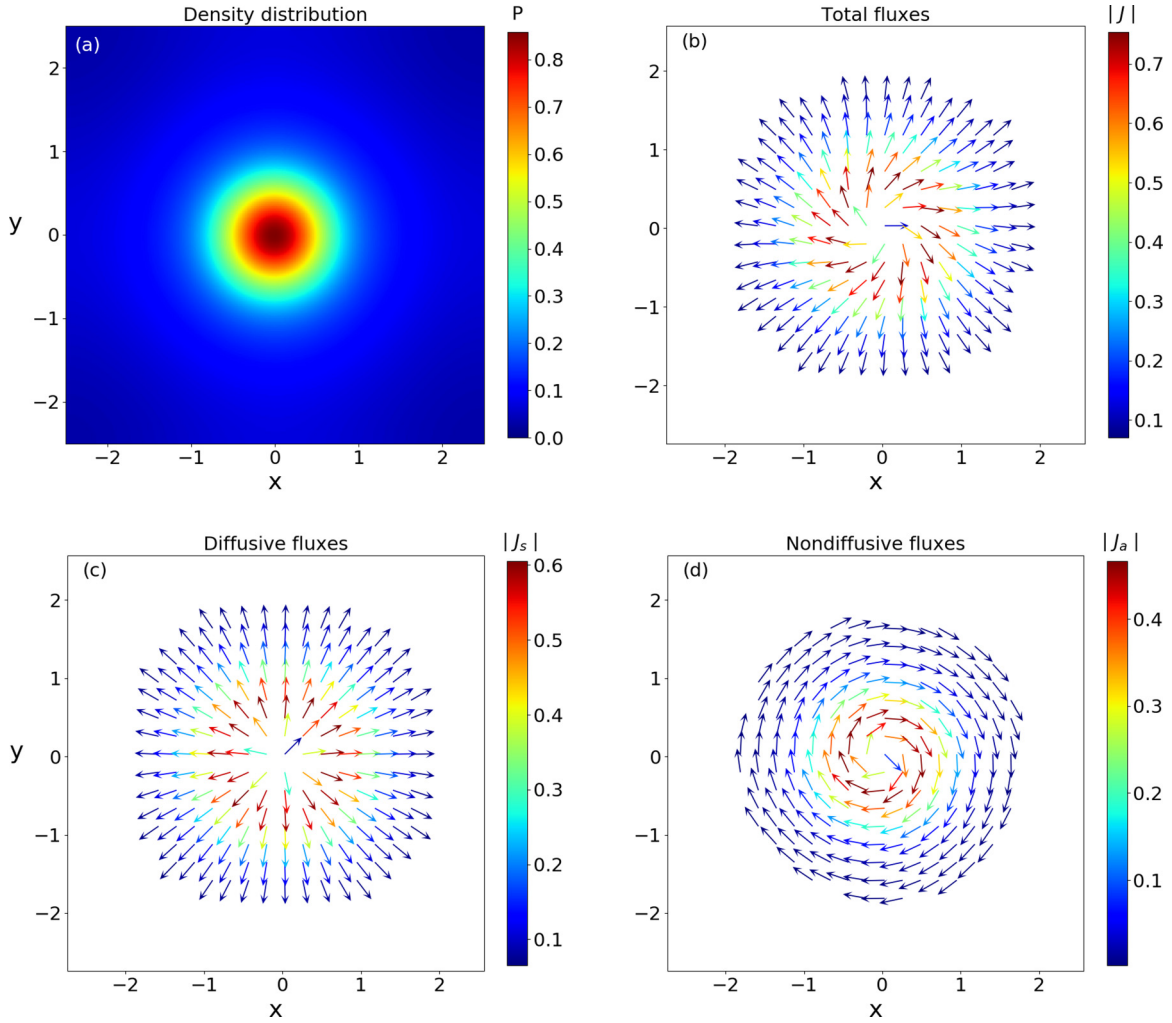 Density distribution
P
(a)
y
2
1
0
−1
−2
−2 −1 0 1 2
x
0.8
0.7
0.6
0.5
0.4
0.3
0.2
0.1
0.0
Total fluxes
| J |
(b)
2
1
0
−1
−2
−2 −1 0 1 2
x
0.7
0.6
0.5
0.4
0.3
0.2
0.1
Diffusive fluxes
| J_s |
(c)
y
2
1
0
−1
−2
−2 −1 0 1 2
x
0.6
0.5
0.4
0.3
0.2
0.1
Nondiffusive fluxes
| J_a |
(d)
2
1
0
−1
−2
−2 −1 0 1 2
x
0.4
0.3
0.2
0.1